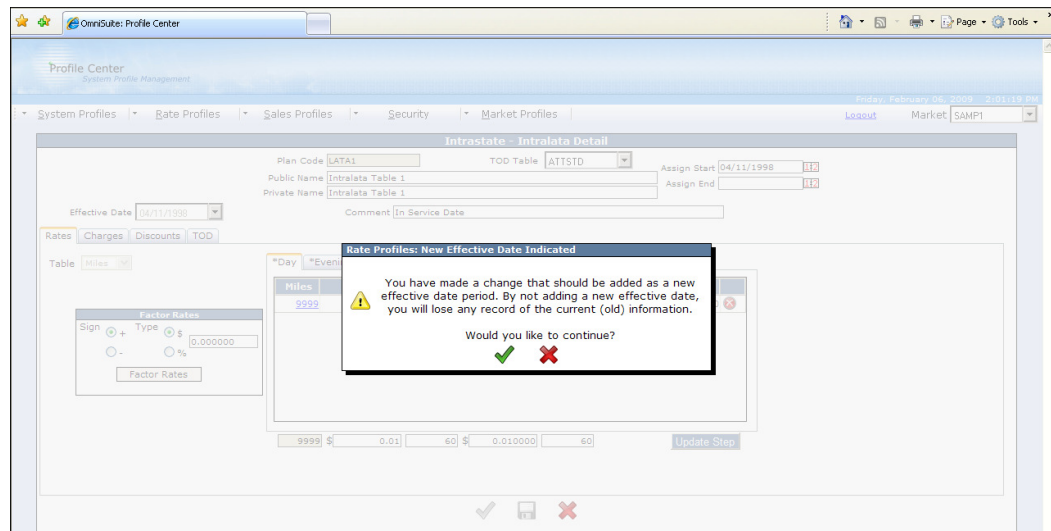 OmniSuite: Profile Center
Page
Tools
Profile Center
System Profile Management
Friday, February 06, 2009 2:01:19 PM
System Profiles
Rate Profiles
Sales Profiles
Security
Market Profiles
Logout
Market SAMP1
Intrastate - Intralata Detail
Plan Code LATA1
TOD Table ATTSTD
Assign Start 04/11/1998
Public Name Intralata Table 1
Assign End
Private Name Intralata Table 1
Effective Date 04/11/1998
Comment In Service Date
Rates Charges Discounts TOD
Table Miles
*Day *Eveni
Miles
9999
Rate Profiles: New Effective Date Indicated
You have made a change that should be added as a new
effective date period. By not adding a new effective date,
you will lose any record of the current (old) information.
Would you like to continue?
Factor Rates
Sign + Type $ 0.000000
- %
Factor Rates
9999 $ 0.01 60 $ 0.010000 60
Update Step